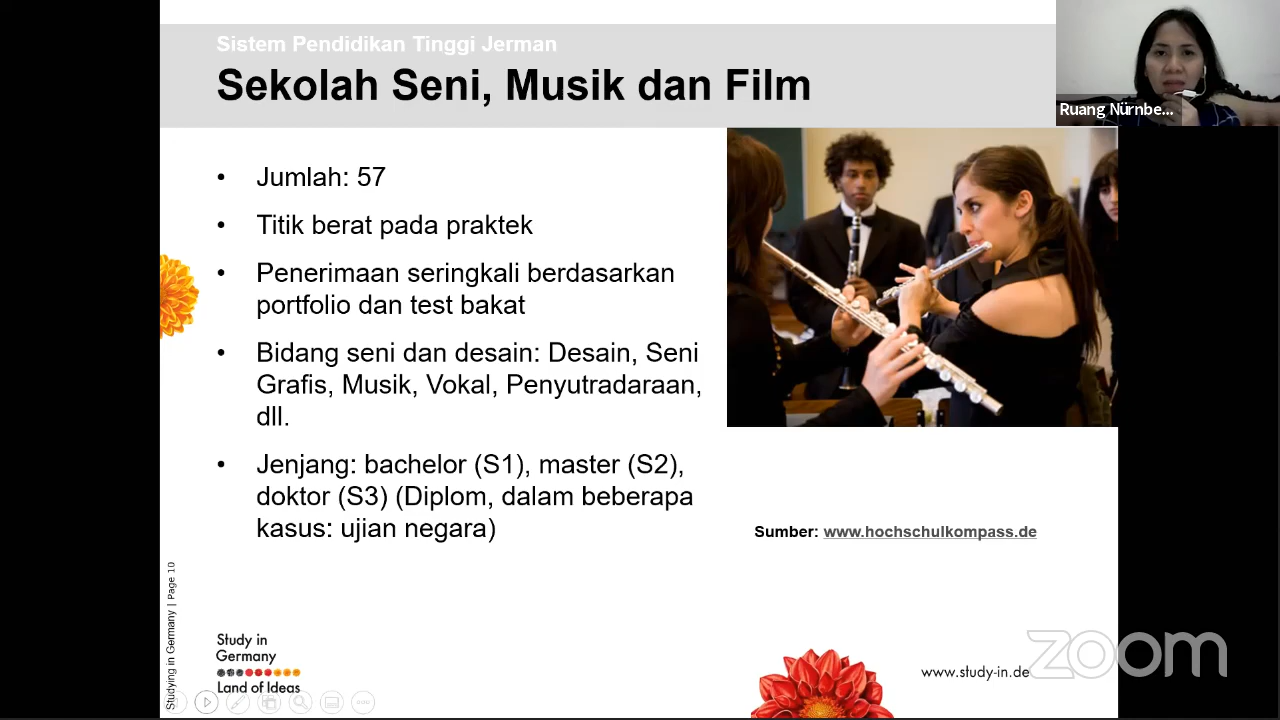 Sistem Pendidikan Tinggi Jerman
Sekolah Seni, Musik dan Film
Ruang Nürnbe...
• Jumlah: 57
• Titik berat pada praktek
• Penerimaan seringkali berdasarkan
portfolio dan test bakat
• Bidang seni dan desain: Desain, Seni
Grafis, Musik, Vokal, Penyutradaraan,
dll.
• Jenjang: bachelor (S1), master (S2),
doktor (S3) (Diplom, dalam beberapa
kasus: ujian negara)
Sumber: www.hochschulkompass.de
Studying in Germany | Page 10
Study in
Germany
Land of Ideas
www.study-in.de
zoom